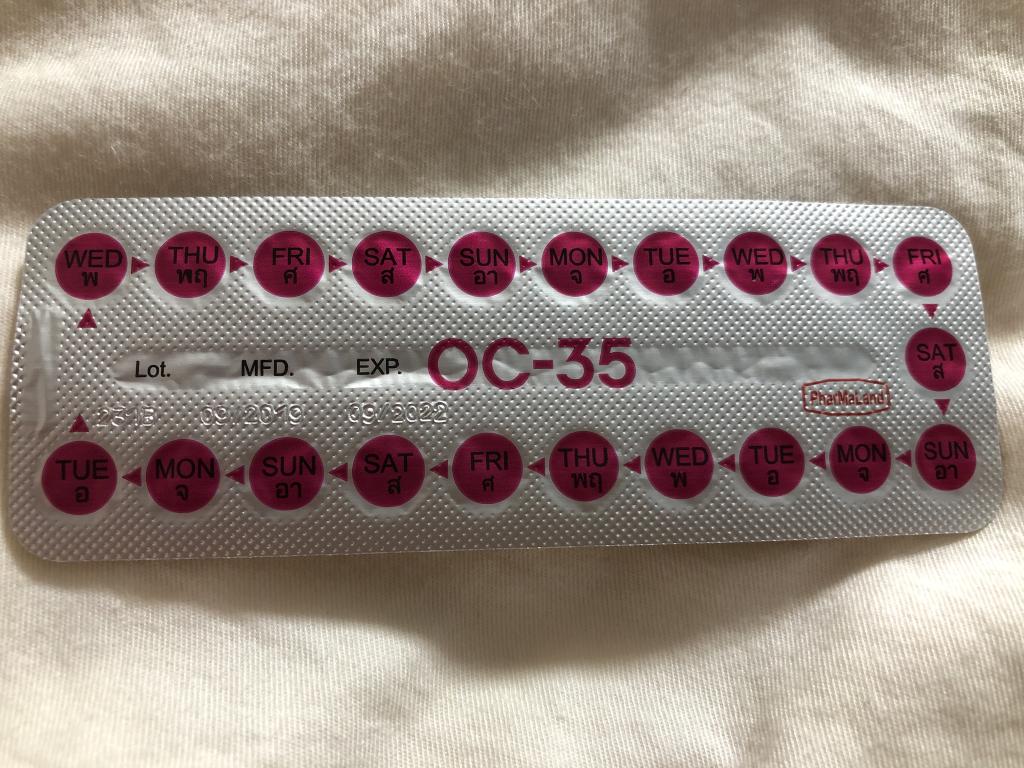 WED THU FRI SAT SUN MON TUE WED THU FRI
พ พฤ ศ ส อา จ อ พ พฤ ศ
Lot. MFD. EXP. OC-35
SAT
ส
PharMaLand
231B 09/2019 09/2022
TUE MON SUN SAT FRI THU WED TUE MON SUN
อ จ อา ส ศ พฤ พ อ จ อา